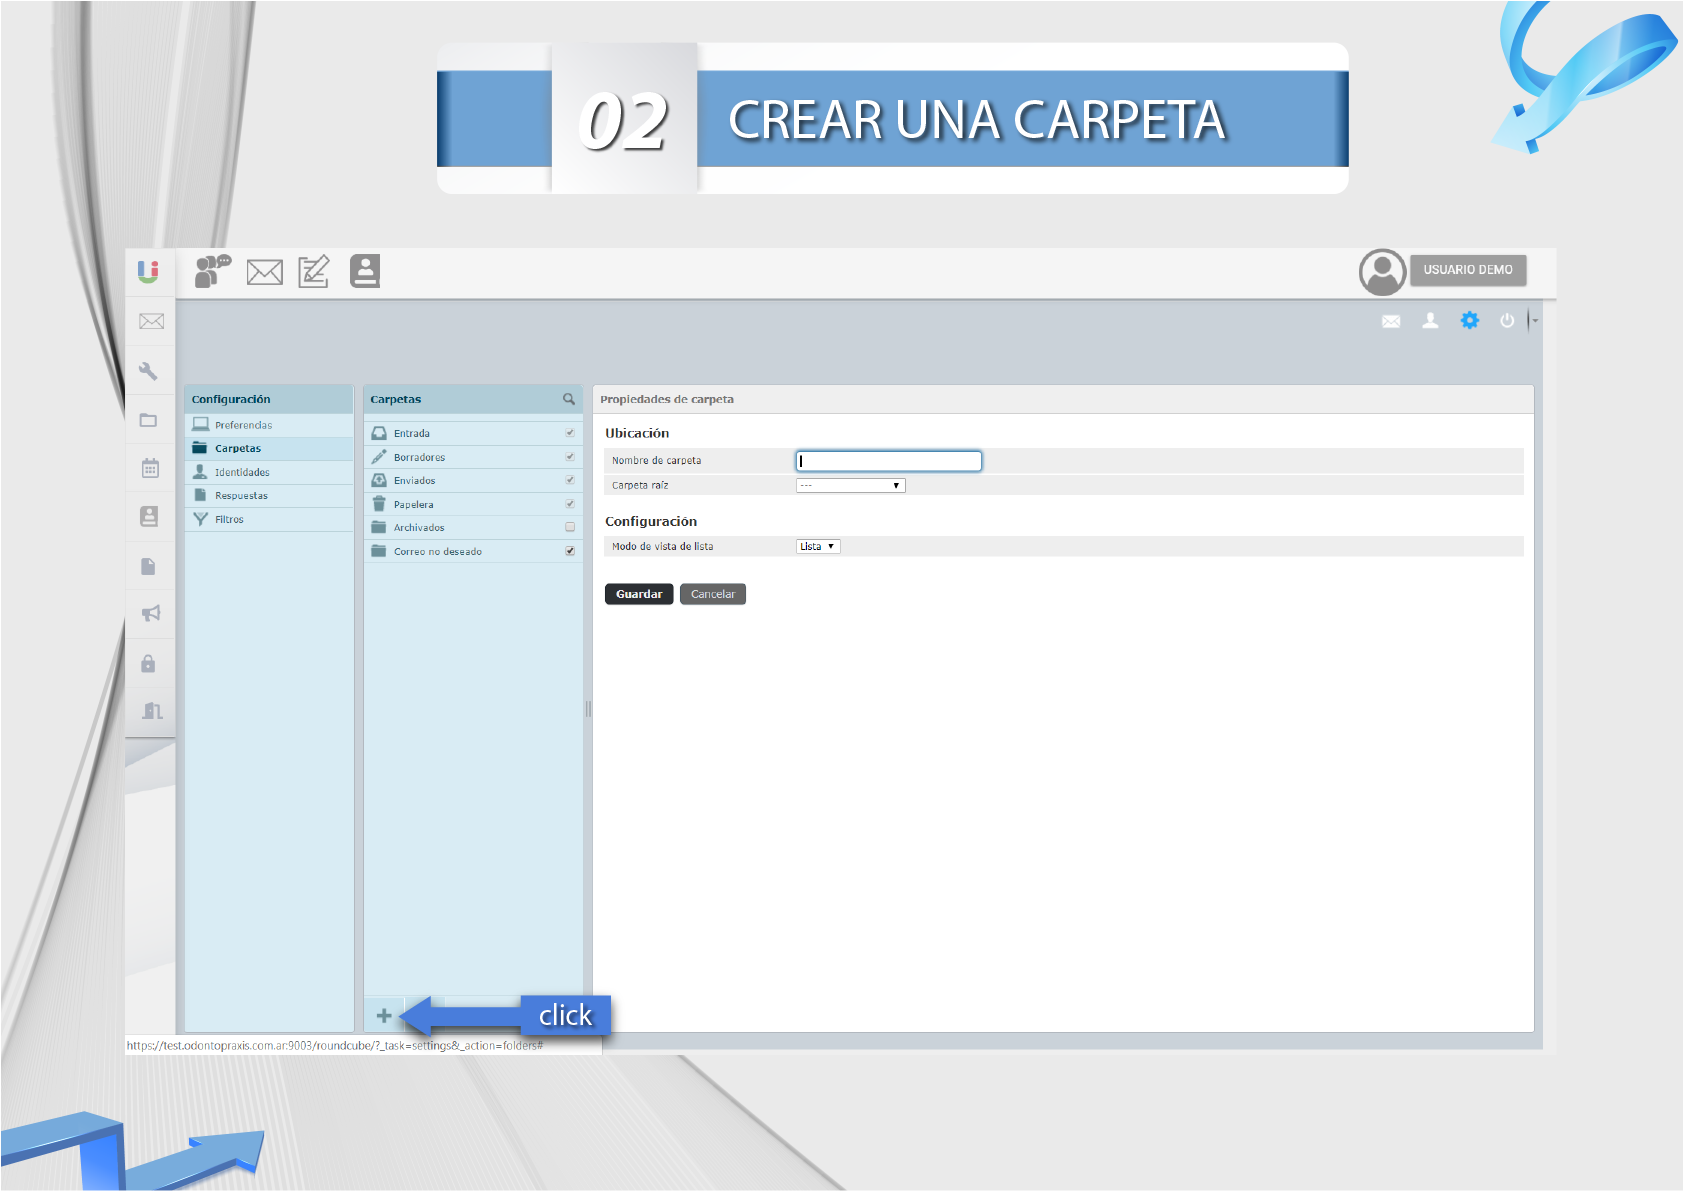 02
CREAR UNA CARPETA
USUARIO DEMO
Configuración
Preferencias
Carpetas
Identidades
Respuestas
Filtros
Carpetas
Entrada
Borradores
Enviados
Papelera
Archivados
Correo no deseado
Propiedades de carpeta
Ubicación
Nombre de carpeta
Carpeta raíz ---
Configuración
Modo de vista de lista Lista
Guardar Cancelar
click
https://test.odontopraxis.com.ar:9003/roundcube/?_task=settings&_action=folders#